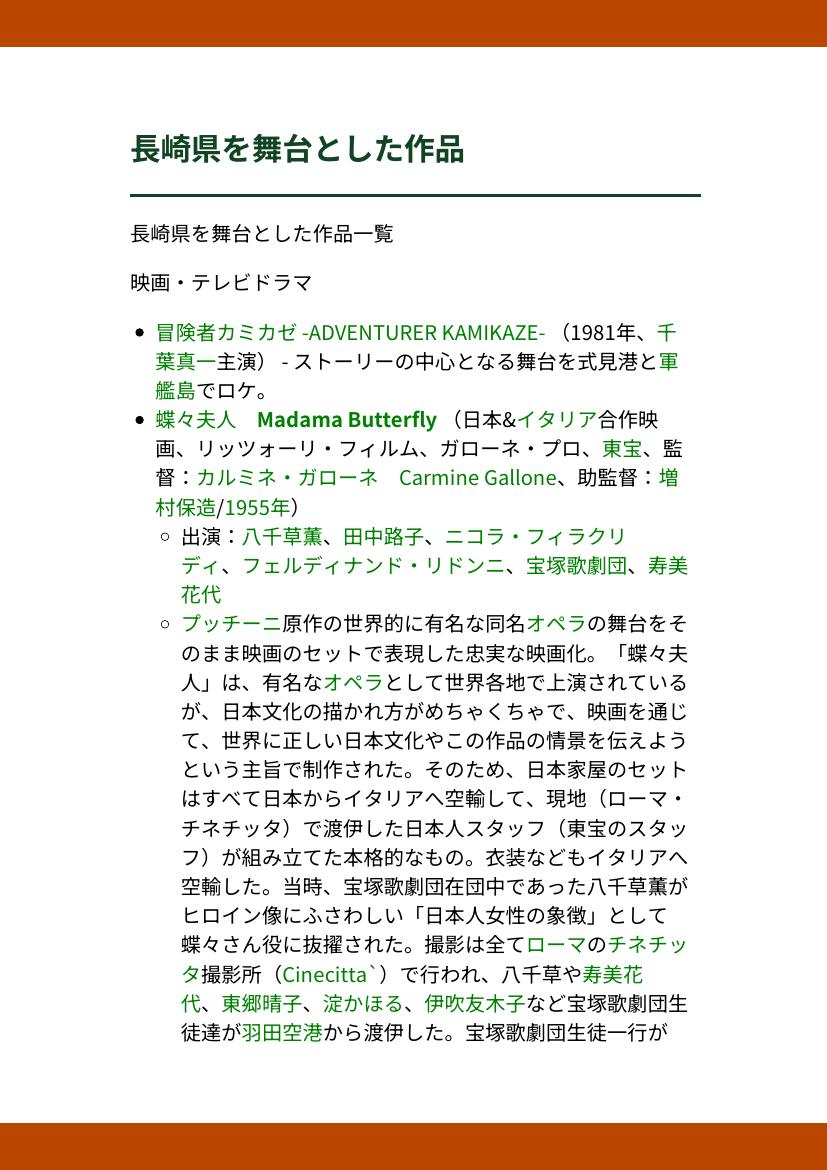 長崎県を舞台とした作品
長崎県を舞台とした作品一覧
映画・テレビドラマ
冒険者カミカゼ -ADVENTURER KAMIKAZE- （1981年、千
葉真一主演） - ストーリーの中心となる舞台を式見港と軍
艦島でロケ。
蝶々夫人　Madama Butterfly （日本&イタリア合作映
画、リッツォーリ・フィルム、ガローネ・プロ、東宝、監
督：カルミネ・ガローネ　Carmine Gallone、助監督：増
村保造/1955年）
出演：八千草薫、田中路子、ニコラ・フィラクリ
ディ、フェルディナンド・リドンニ、宝塚歌劇団、寿美
花代
プッチーニ原作の世界的に有名な同名オペラの舞台をそ
のまま映画のセットで表現した忠実な映画化。「蝶々夫
人」は、有名なオペラとして世界各地で上演されている
が、日本文化の描かれ方がめちゃくちゃで、映画を通じ
て、世界に正しい日本文化やこの作品の情景を伝えよう
という主旨で制作された。そのため、日本家屋のセット
はすべて日本からイタリアへ空輸して、現地（ローマ・
チネチッタ）で渡伊した日本人スタッフ（東宝のスタッ
フ）が組み立てた本格的なもの。衣装などもイタリアへ
空輸した。当時、宝塚歌劇団在団中であった八千草薫が
ヒロイン像にふさわしい「日本人女性の象徴」として
蝶々さん役に抜擢された。撮影は全てローマのチネチッ
タ撮影所（Cinecitta`）で行われ、八千草や寿美花
代、東郷晴子、淀かほる、伊吹友木子など宝塚歌劇団生
徒達が羽田空港から渡伊した。宝塚歌劇団生徒一行が